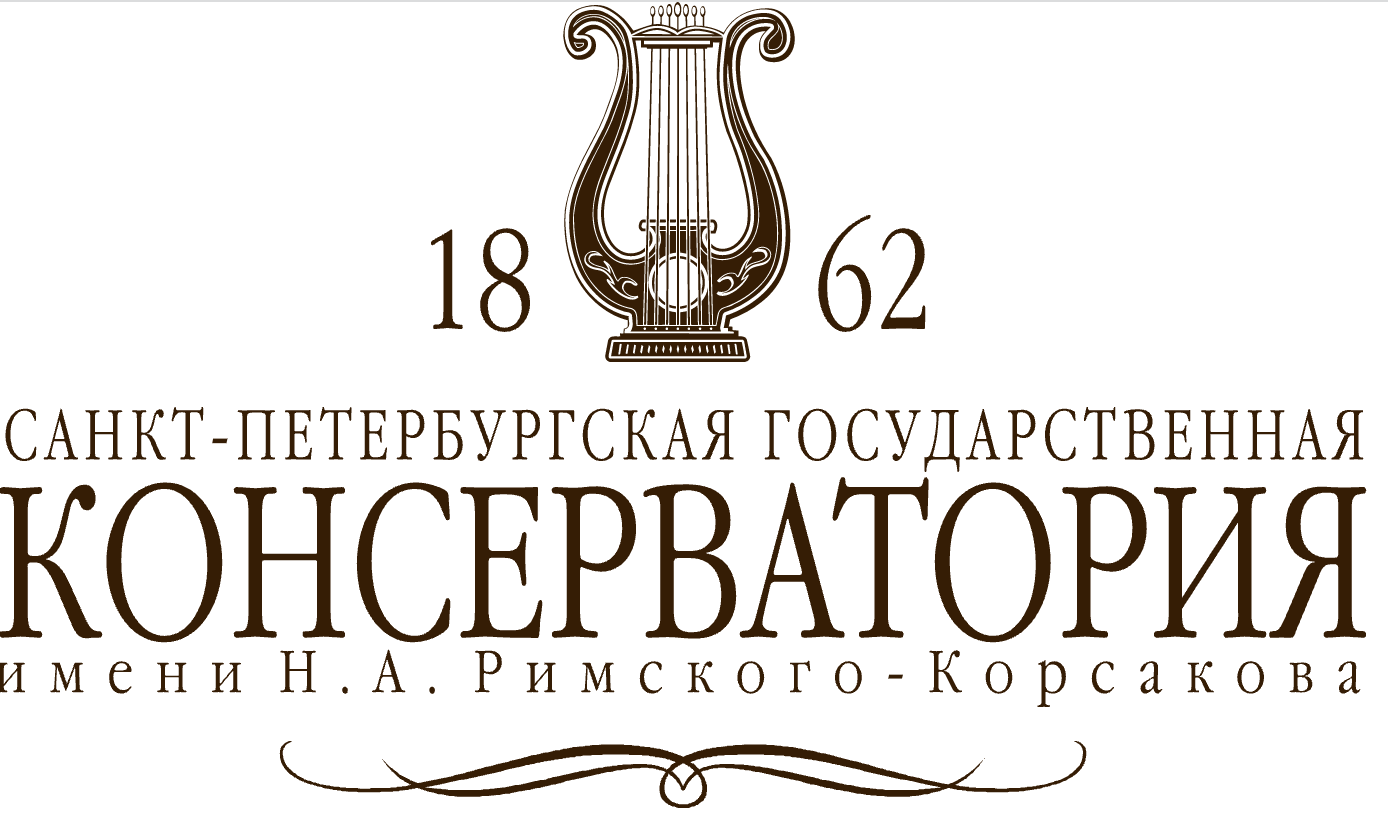 18 62
САНКТ-ПЕТЕРБУРГСКАЯ ГОСУДАРСТВЕННАЯ
КОНСЕРВАТОРИЯ
имени Н.А. Римского-Корсакова